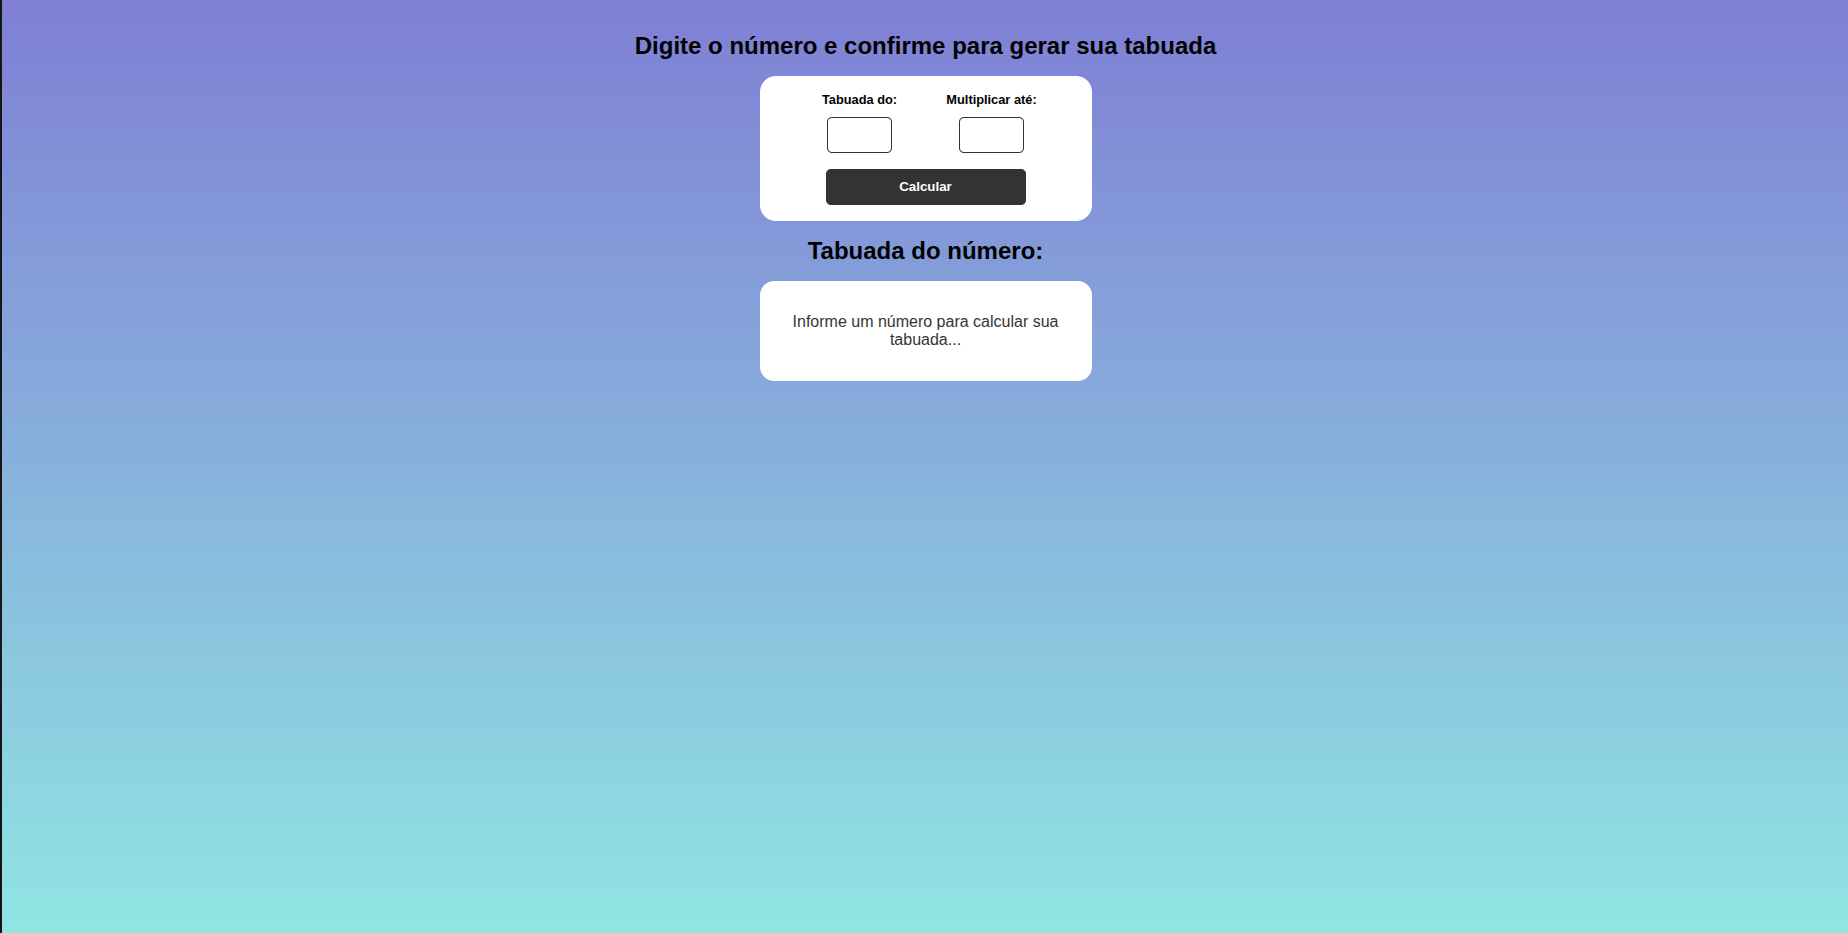 Digite o número e confirme para gerar sua tabuada
Tabuada do:
Multiplicar até:
Calcular
Tabuada do número:
Informe um número para calcular sua
tabuada...